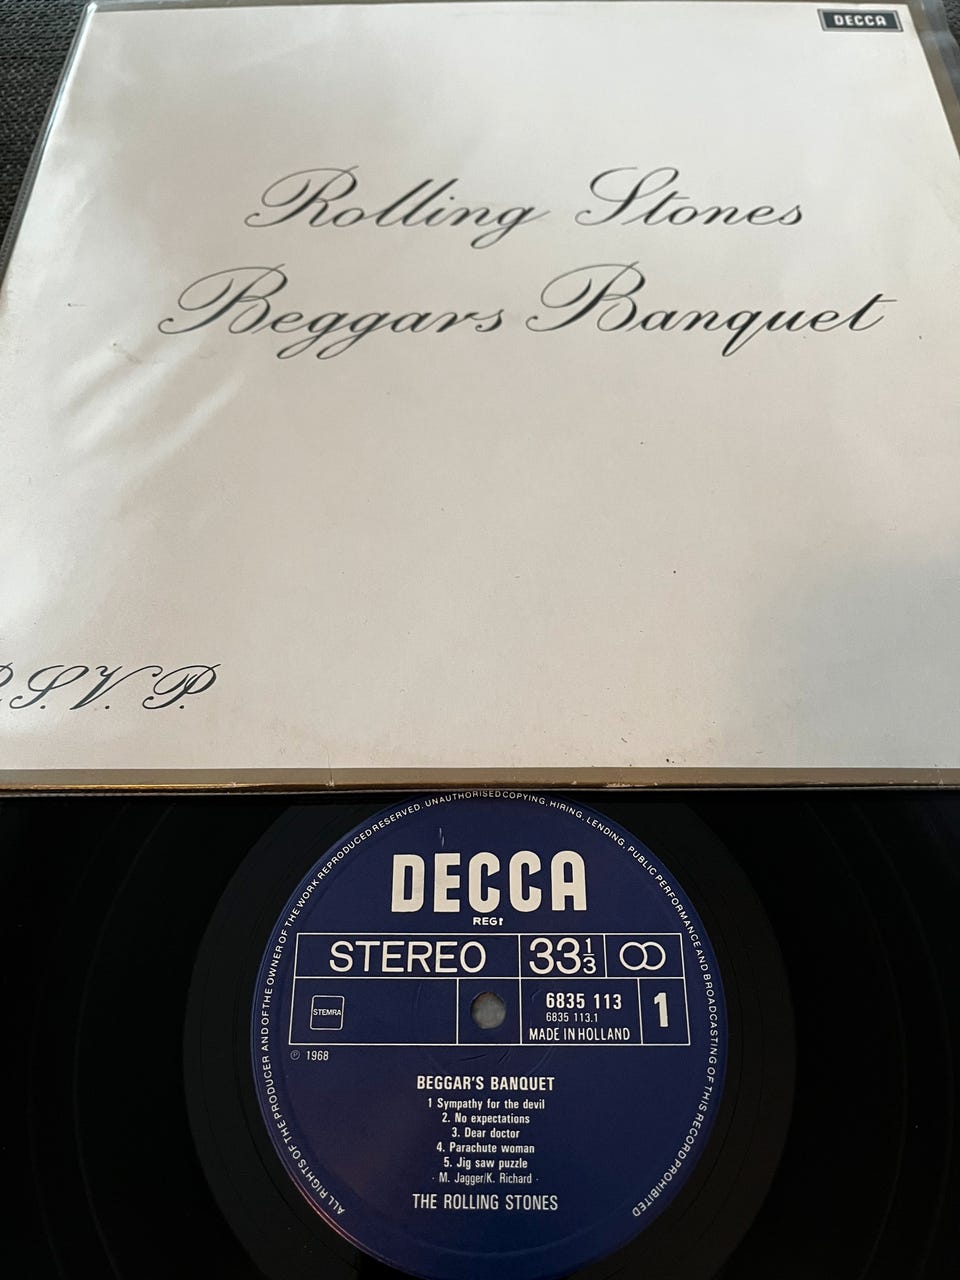 DECCA
Rolling Stones
Beggars Banquet
R.S.V.P.
ALL RIGHTS OF THE PRODUCER AND OF THE OWNER OF THE WORK REPRODUCED RESERVED. UNAUTHORISED COPYING, HIRING, LENDING, PUBLIC PERFORMANCE AND BROADCASTING OF THIS RECORD PROHIBITED
DECCA
REGᵗ
STEREO
33 1/3
STEMRA
6835 113
6835 113.1
MADE IN HOLLAND
1
℗ 1968
BEGGAR'S BANQUET
1 Sympathy for the devil
2. No expectations
3. Dear doctor
4. Parachute woman
5. Jig saw puzzle
· M. Jagger/K. Richard ·
THE ROLLING STONES